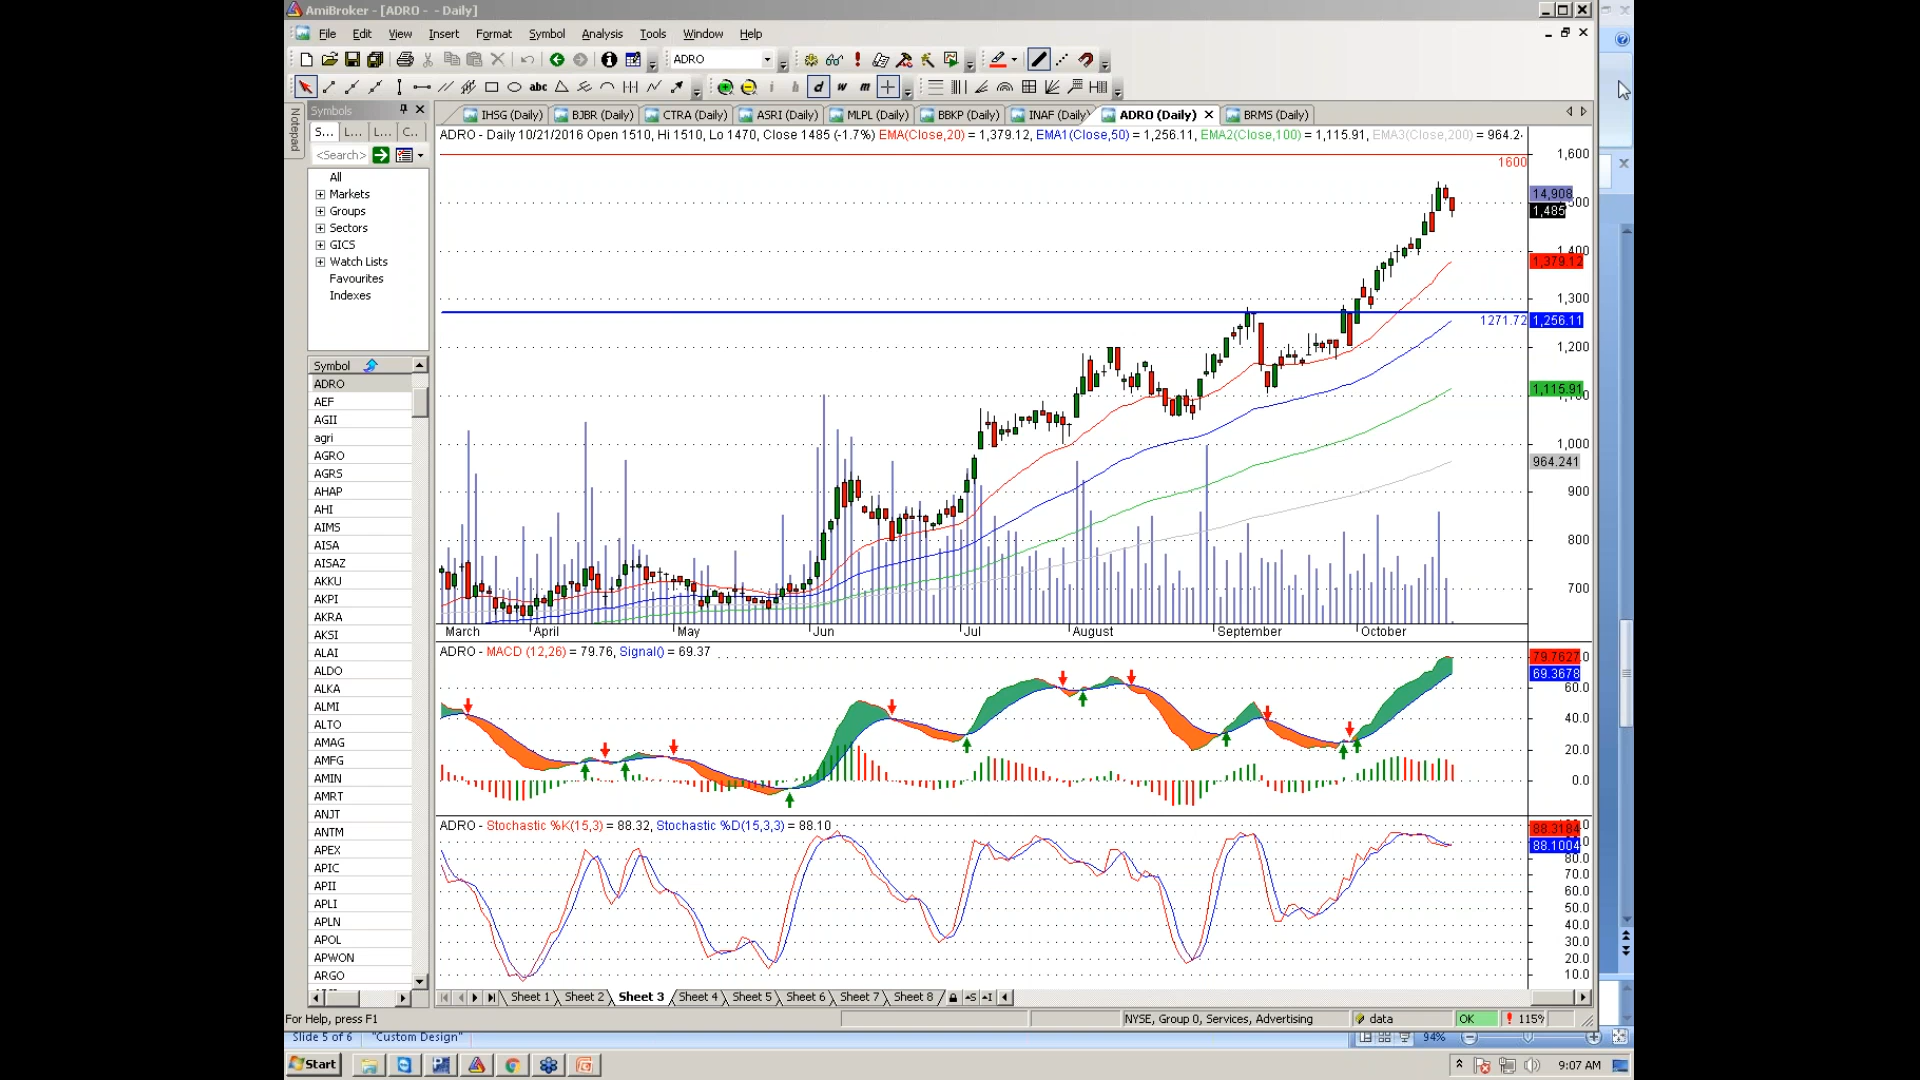 AmiBroker - [ADRO - - Daily]
File Edit View Insert Format Symbol Analysis Tools Window Help
ADRO
abc i h d w m
Notepad
Symbols
S... L... L... C...
<Search>
All
Markets
Groups
Sectors
GICS
Watch Lists
Favourites
Indexes
Symbol
ADRO
AEF
AGII
agri
AGRO
AGRS
AHAP
AHI
AIMS
AISA
AISAZ
AKKU
AKPI
AKRA
AKSI
ALAI
ALDO
ALKA
ALMI
ALTO
AMAG
AMFG
AMIN
AMRT
ANJT
ANTM
APEX
APIC
APII
APLI
APLN
APOL
APWON
ARGO
IHSG (Daily) BJBR (Daily) CTRA (Daily) ASRI (Daily) MLPL (Daily) BBKP (Daily) INAF (Daily) ADRO (Daily) BRMS (Daily)
ADRO - Daily 10/21/2016 Open 1510, Hi 1510, Lo 1470, Close 1485 (-1.7%) EMA(Close,20) = 1,379.12, EMA1(Close,50) = 1,256.11, EMA2(Close,100) = 1,115.91, EMA3(Close,200) = 964.2
1,600
1600
14,908
1,485
1,400
1,379.12
1,300
1271.72 1,256.11
1,200
1,115.91
1,000
964.241
900
800
700
March April May Jun Jul August September October
ADRO - MACD (12,26) = 79.76, Signal() = 69.37
79.7627
69.3678
60.0
40.0
20.0
0.0
ADRO - Stochastic %K(15,3) = 88.32, Stochastic %D(15,3,3) = 88.10
88.3184
88.1004
80.0
70.0
60.0
50.0
40.0
30.0
20.0
10.0
Sheet 1 Sheet 2 Sheet 3 Sheet 4 Sheet 5 Sheet 6 Sheet 7 Sheet 8
For Help, press F1
NYSE, Group 0, Services, Advertising data OK 115%
Slide 5 of 6 "Custom Design" 94%
Start 9:07 AM